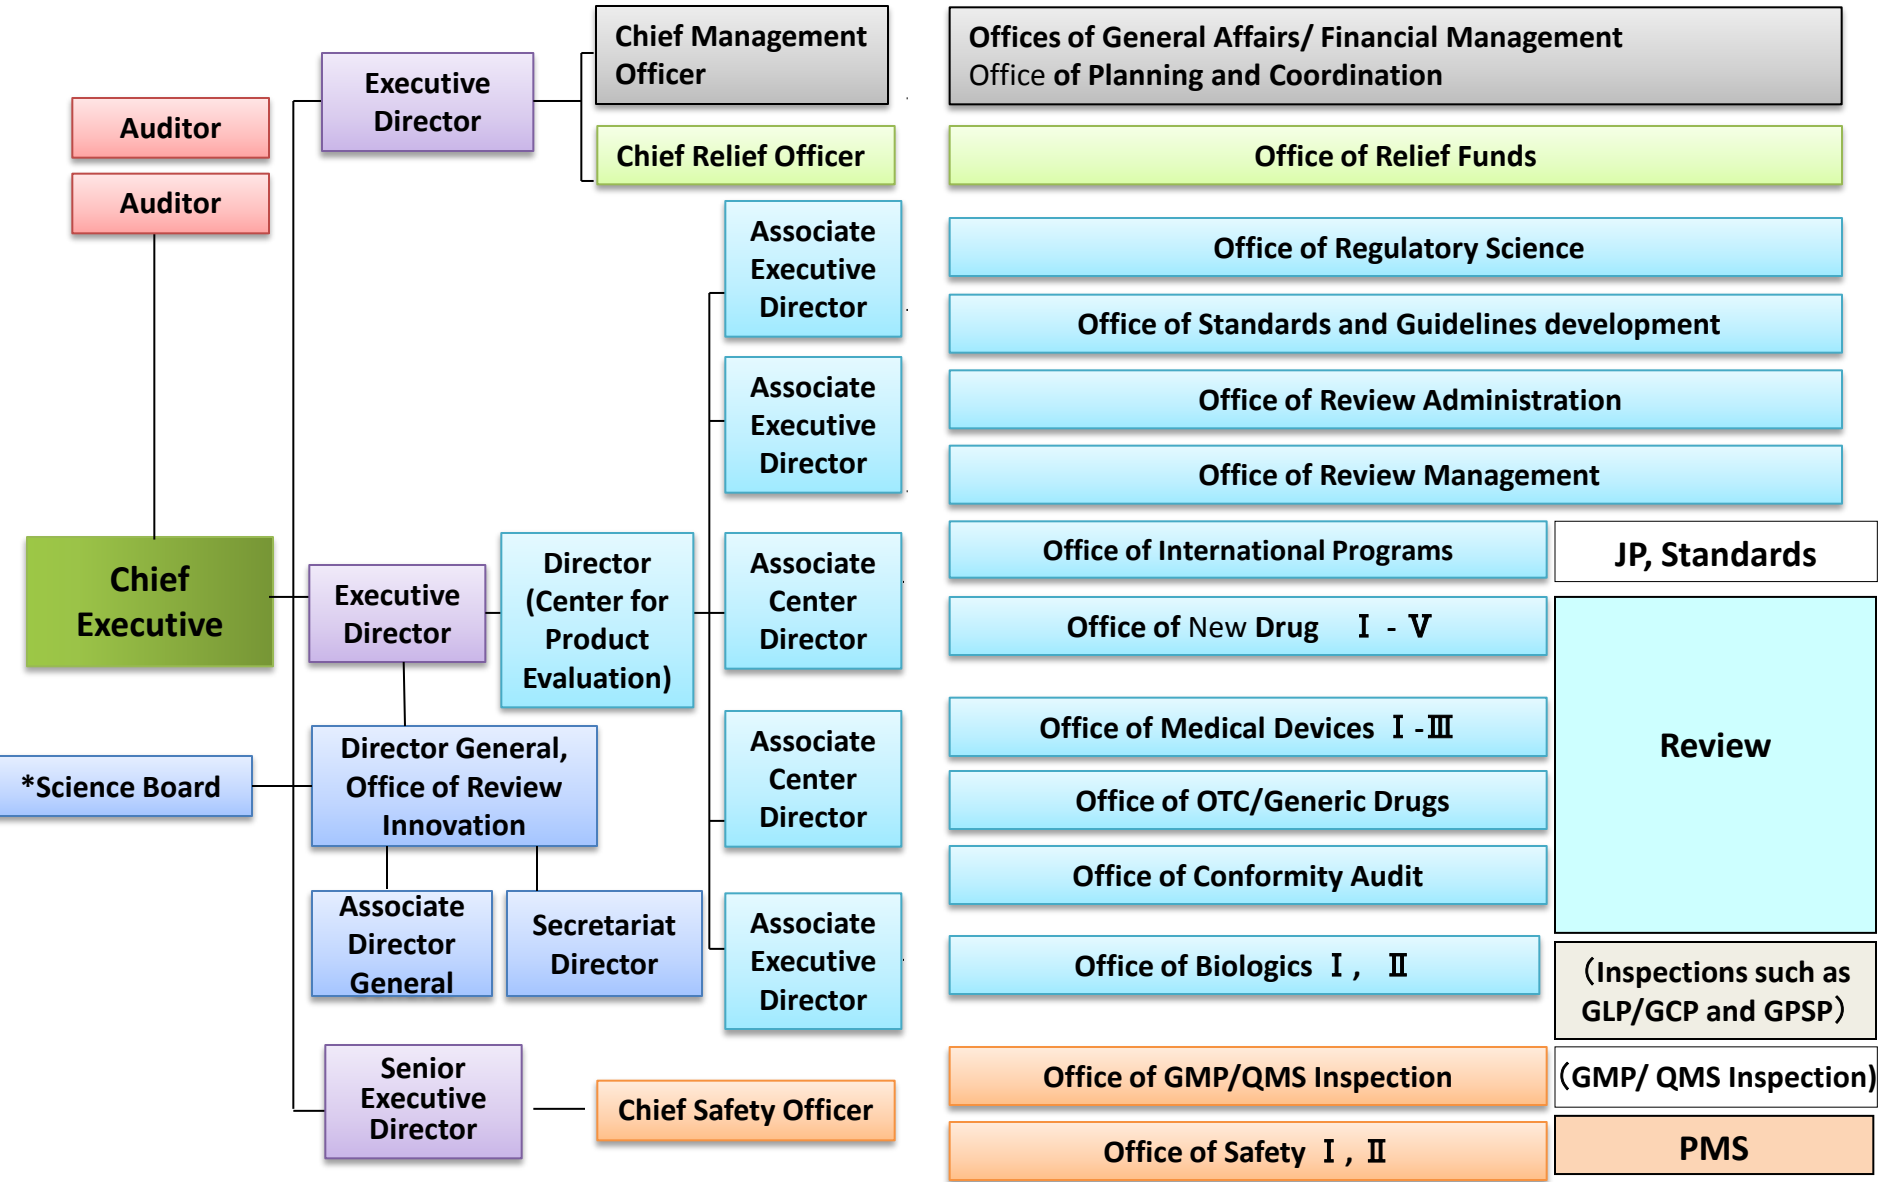 Auditor
Auditor
Chief
Executive
*Science Board
Executive
Director
Chief Management
Officer
Chief Relief Officer
Executive
Director
Director
(Center for
Product
Evaluation)
Director General,
Office of Review
Innovation
Associate
Director
General
Secretariat
Director
Senior
Executive
Director
Chief Safety Officer
Associate
Executive
Director
Associate
Executive
Director
Associate
Center
Director
Associate
Center
Director
Associate
Executive
Director
Offices of General Affairs/ Financial Management
Office of Planning and Coordination
Office of Relief Funds
Office of Regulatory Science
Office of Standards and Guidelines development
Office of Review Administration
Office of Review Management
Office of International Programs
Office of New Drug Ⅰ - Ⅴ
Office of Medical Devices Ⅰ -Ⅲ
Office of OTC/Generic Drugs
Office of Conformity Audit
Office of Biologics Ⅰ , Ⅱ
Office of GMP/QMS Inspection
Office of Safety Ⅰ , Ⅱ
JP, Standards
Review
（Inspections such as
GLP/GCP and GPSP）
（GMP/ QMS Inspection)
PMS